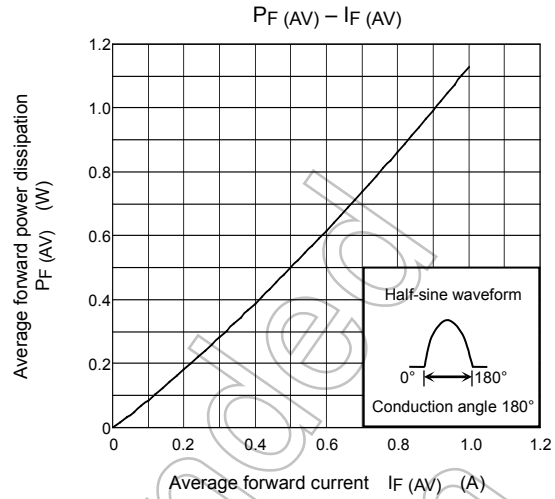 PF (AV) – IF (AV)
Average forward power dissipation
PF (AV) (W)
1.2
1.0
0.8
0.6
0.4
0.2
0
0 0.2 0.4 0.6 0.8 1.0 1.2
Average forward current IF (AV) (A)
Half-sine waveform
0° 180°
Conduction angle 180°
nded